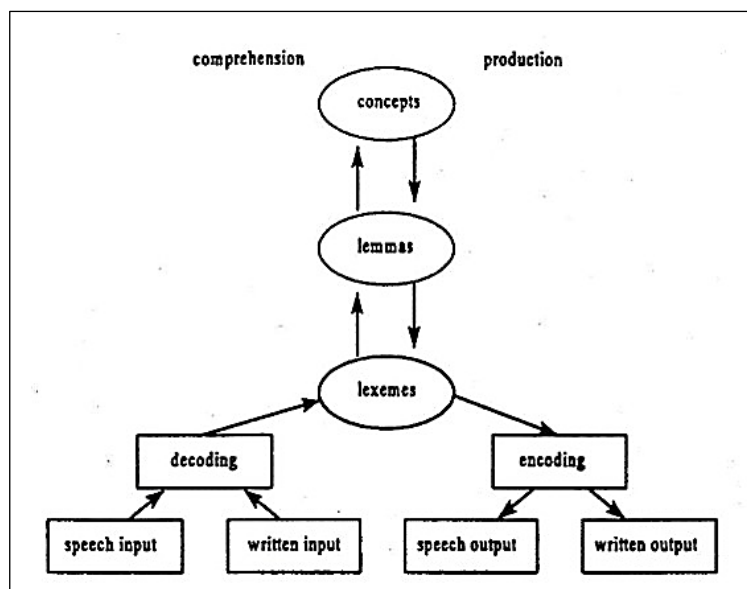 comprehension production
concepts
lemmas
lexemes
decoding encoding
speech input written input speech output written output